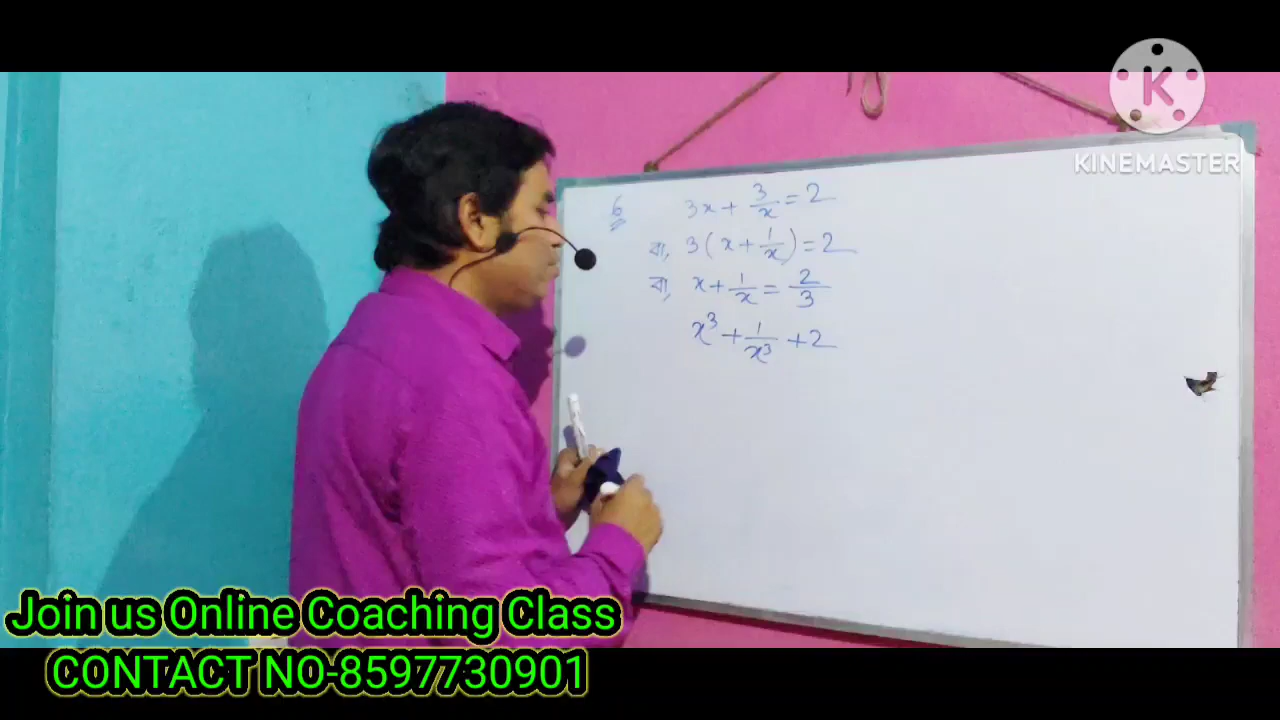 KINEMASTER
6 3x + 3/x = 2
বা, 3(x + 1/x) = 2
বা, x + 1/x = 2/3
x³ + 1/x³ + 2
Join us Online Coaching Class
CONTACT NO-8597730901